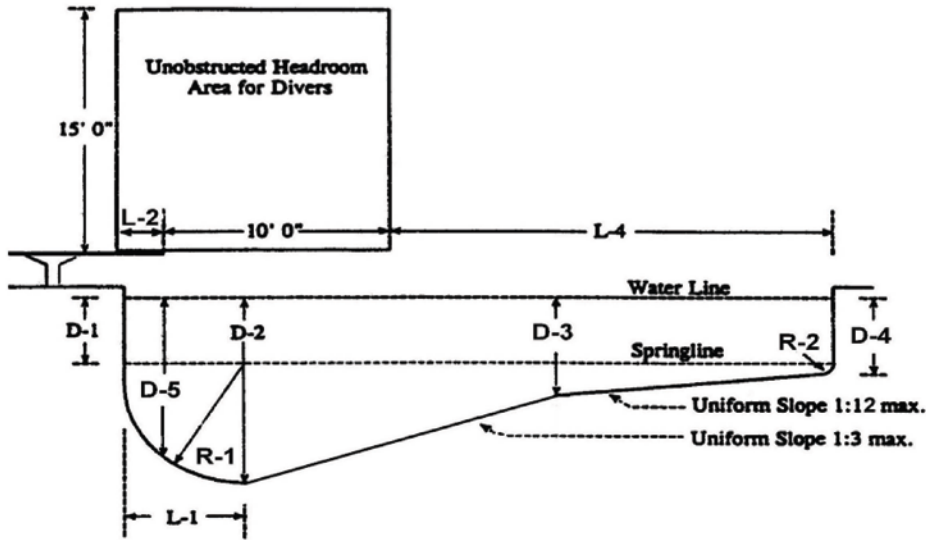 Unobstructed Headroom
Area for Divers
15' 0"
L-2
10' 0"
L-4
Water Line
D-1
D-2
D-3
R-2
D-4
Springline
D-5
Uniform Slope 1:12 max.
Uniform Slope 1:3 max.
R-1
L-1